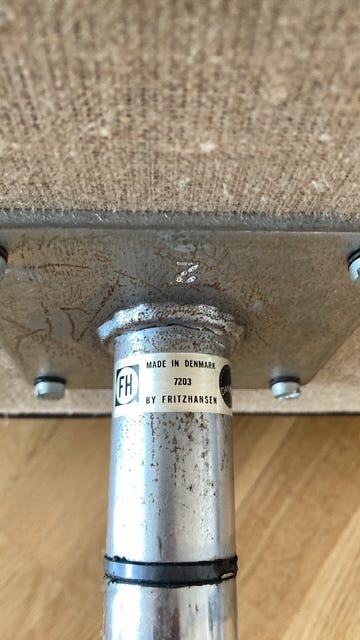 FH
MADE IN DENMARK
7203
BY FRITZHANSEN